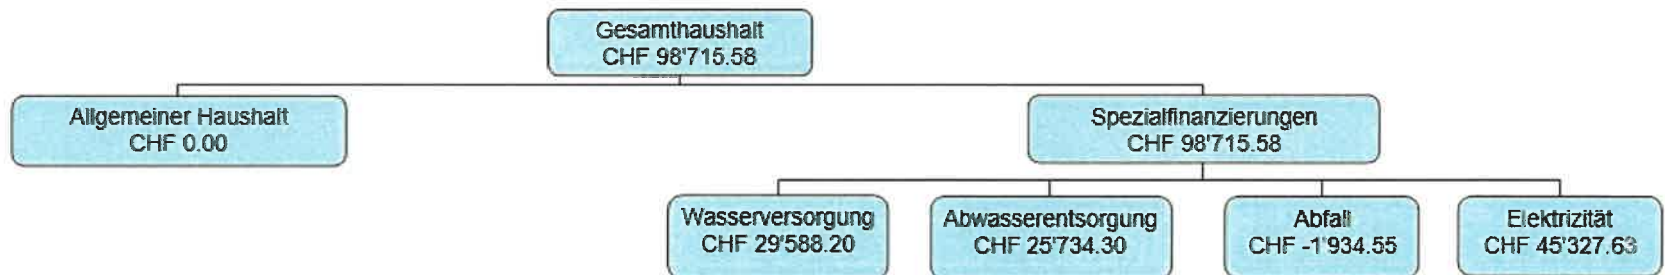 Gesamthaushalt
CHF 98'715.58
Allgemeiner Haushalt
CHF 0.00
Spezialfinanzierungen
CHF 98'715.58
Wasserversorgung
CHF 29'588.20
Abwasserentsorgung
CHF 25'734.30
Abfall
CHF -1'934.55
Elektrizität
CHF 45'327.63